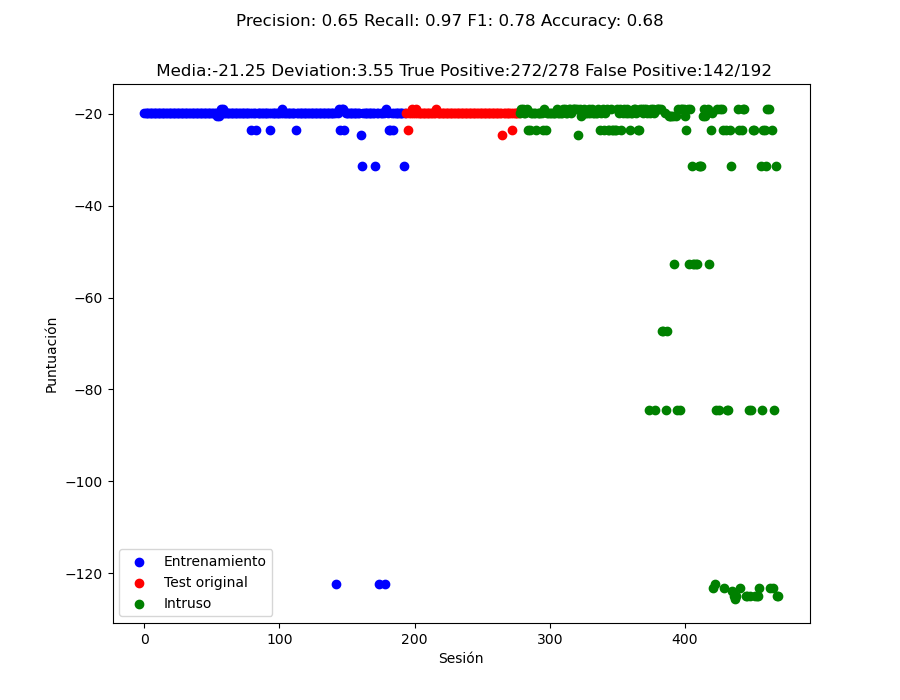 Precision: 0.65 Recall: 0.97 F1: 0.78 Accuracy: 0.68
Media:-21.25 Deviation:3.55 True Positive:272/278 False Positive:142/192
−20
−40
−60
−80
−100
−120
Puntuación
Entrenamiento
Test original
Intruso
0
100
200
300
400
Sesión